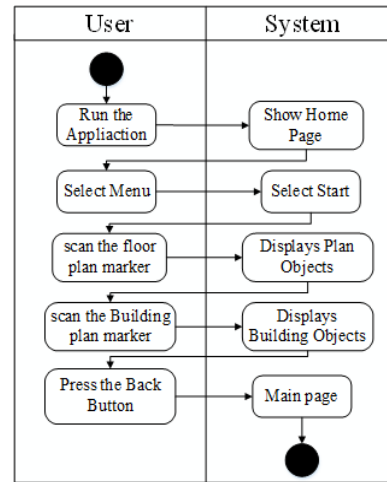 User
System
Run the
Appliaction
Show Home
Page
Select Menu
Select Start
scan the floor
plan marker
Displays Plan
Objects
scan the Building
plan marker
Displays
Building Objects
Press the Back
Button
Main page